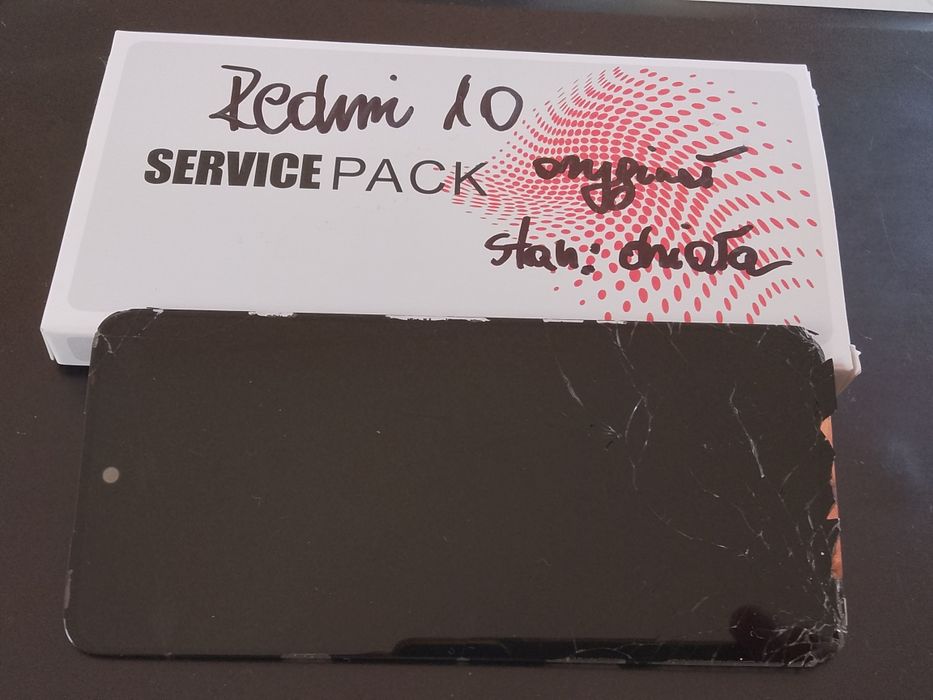 Redmi 10
SERVICE PACK
oryginał
stan: działa